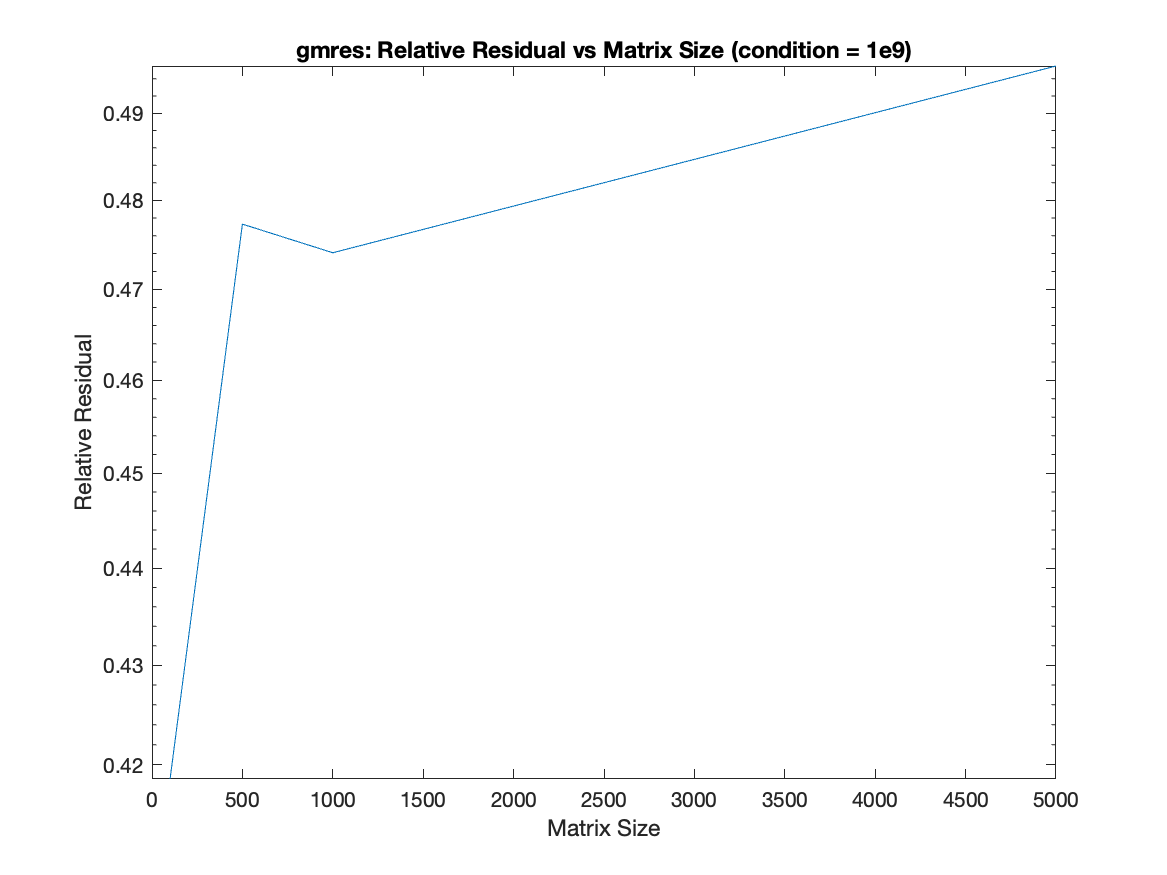 gmres: Relative Residual vs Matrix Size (condition = 1e9)
Relative Residual
0.49
0.48
0.47
0.46
0.45
0.44
0.43
0.42
0 500 1000 1500 2000 2500 3000 3500 4000 4500 5000
Matrix Size